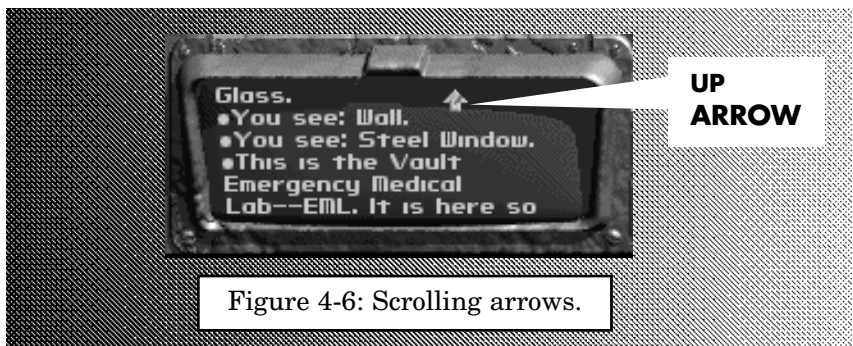 Glass.
•You see: Wall.
•You see: Steel Window.
•This is the Vault
Emergency Medical
Lab--EML. It is here so
UP
ARROW
Figure 4-6: Scrolling arrows.